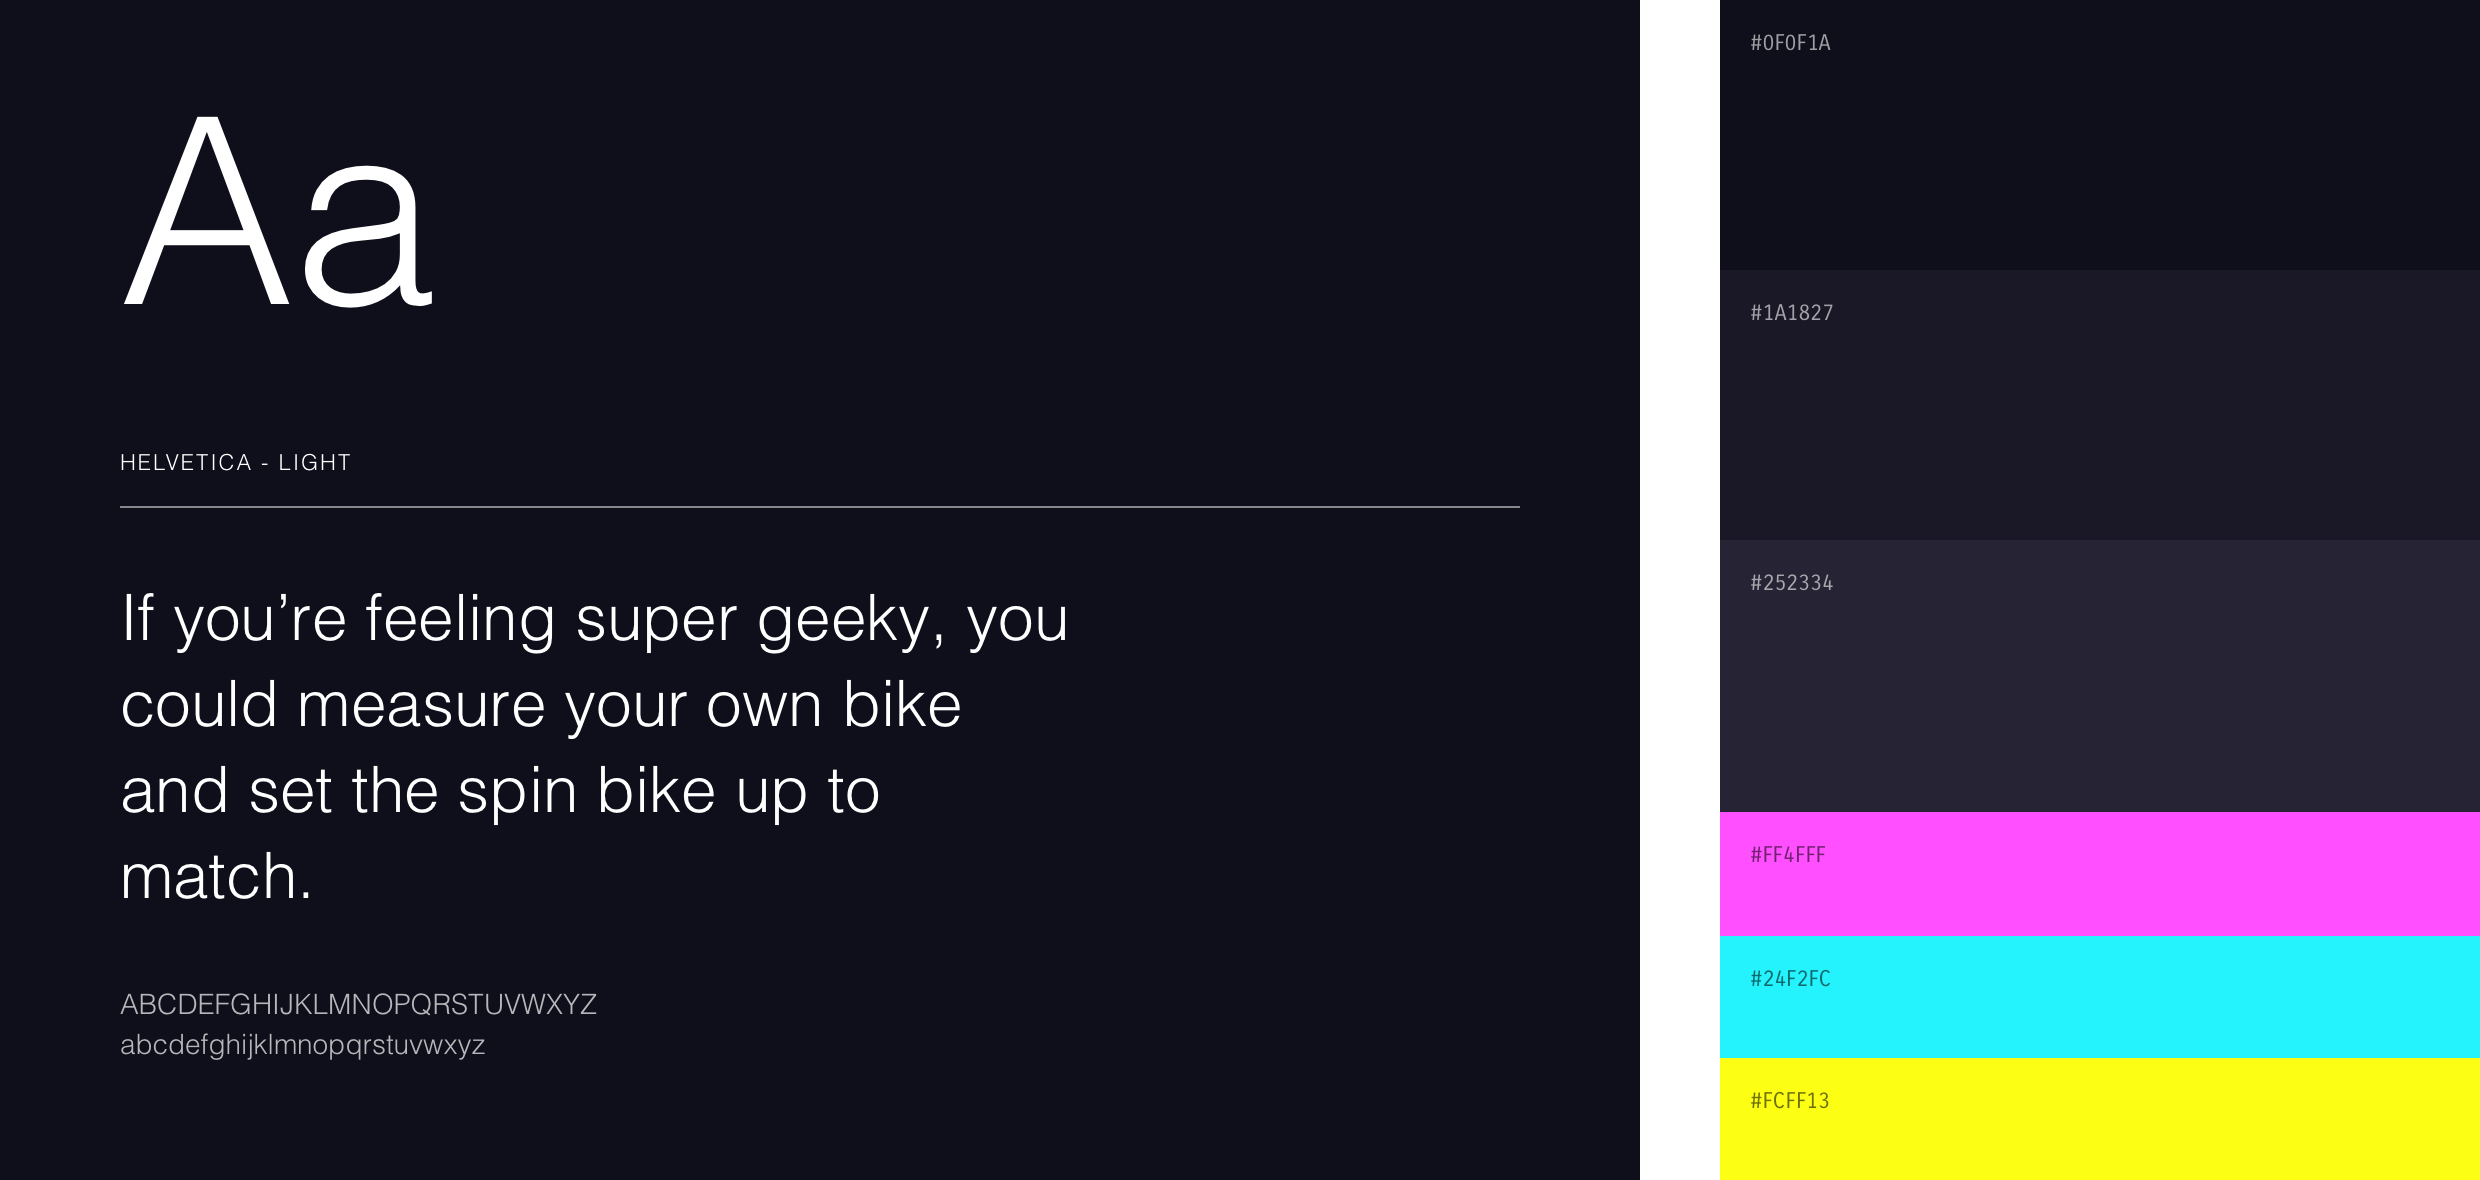 Aa
HELVETICA - LIGHT
If you’re feeling super geeky, you
could measure your own bike
and set the spin bike up to
match.
ABCDEFGHIJKLMNOPQRSTUVWXYZ
abcdefghijklmnopqrstuvwxyz
#0F0F1A
#1A1827
#252334
#FF4FFF
#24F2FC
#FCFF13